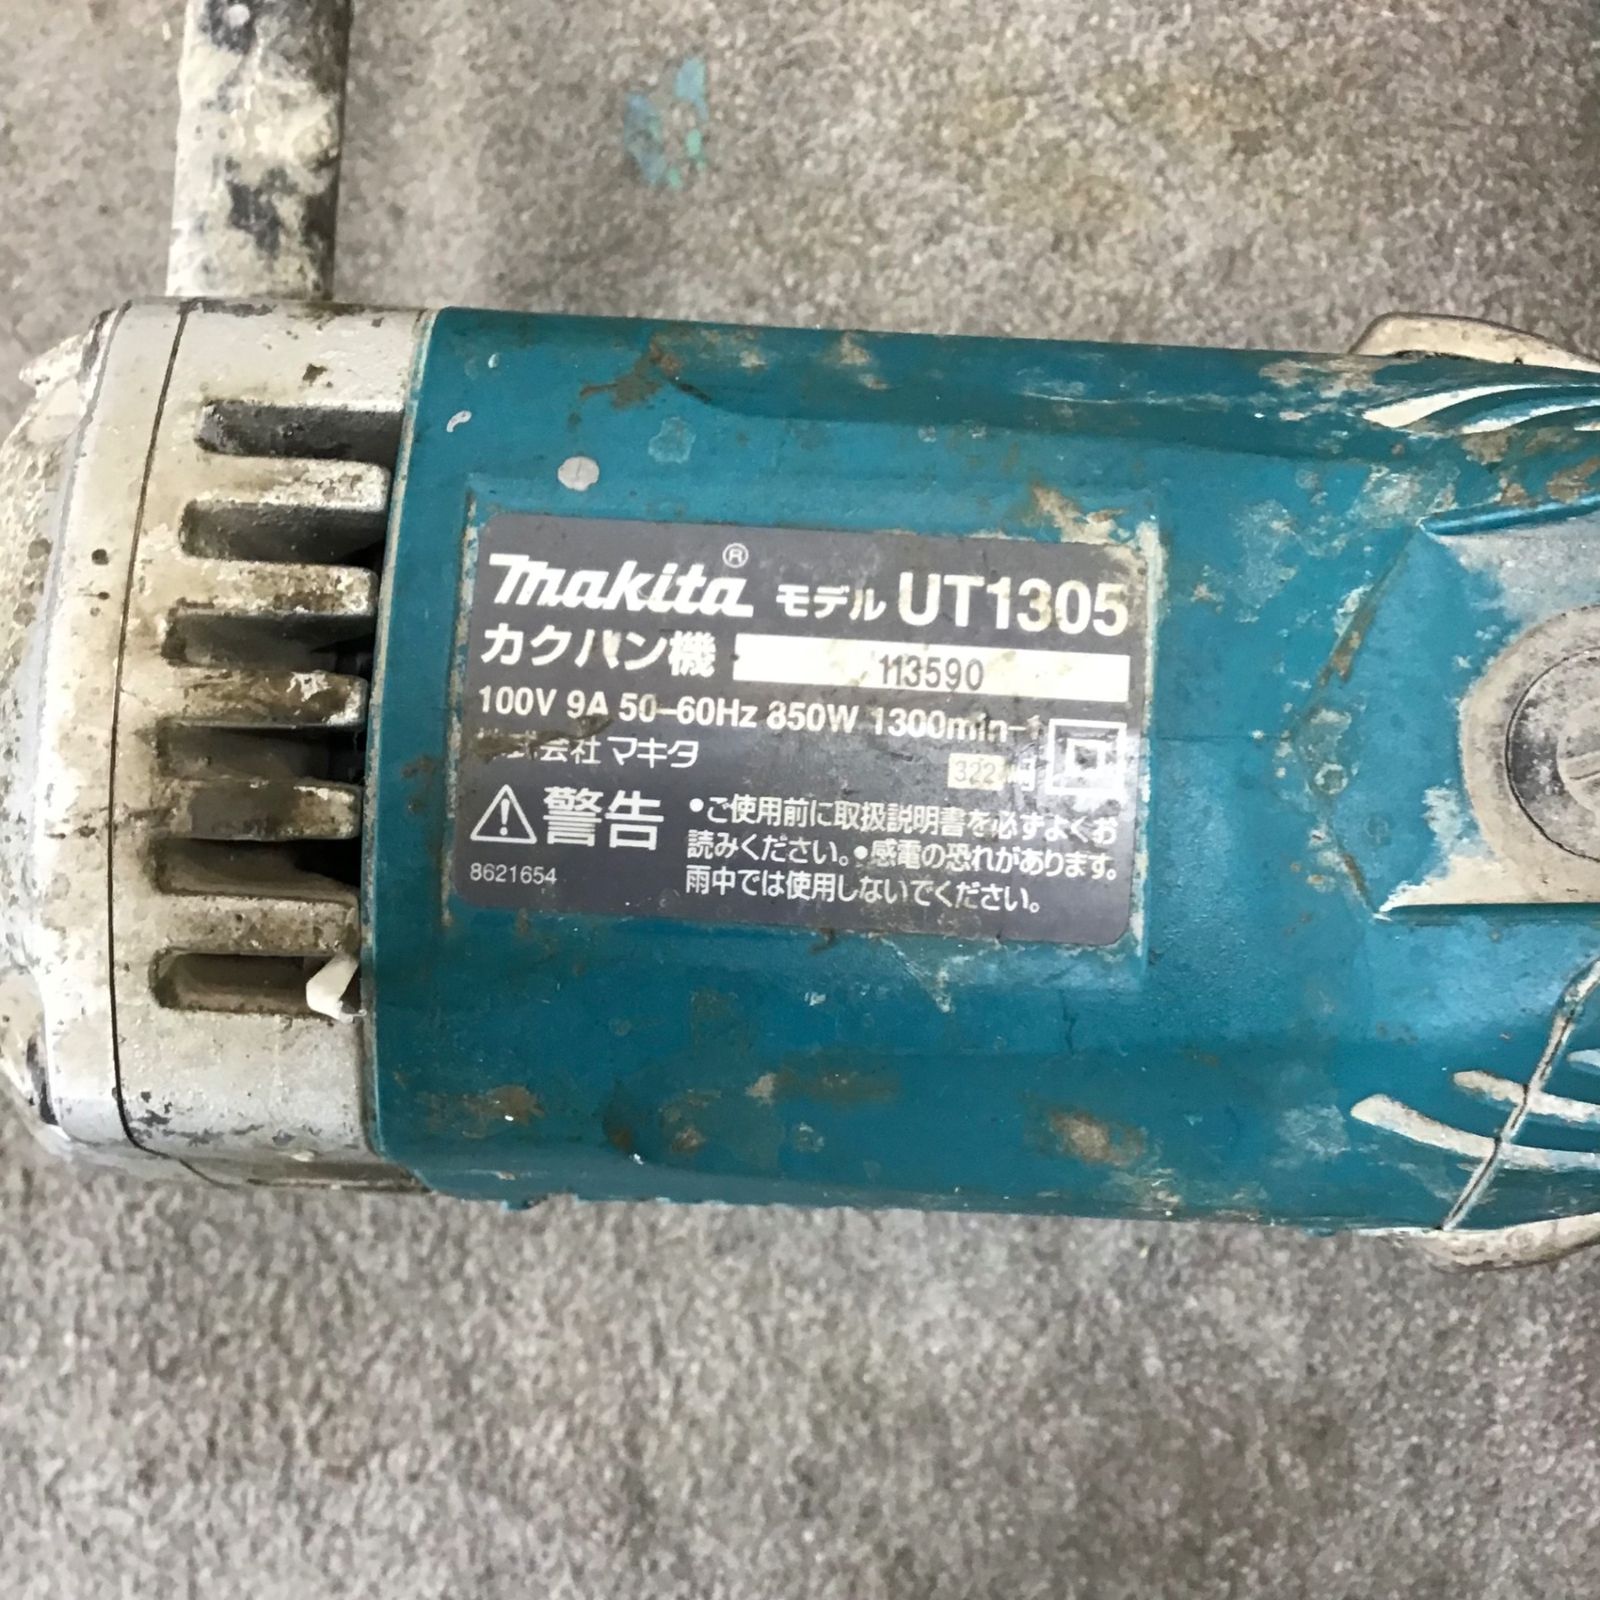 makita® モデル UT1305
カクハン機 113590
100V 9A 50–60Hz 850W 1300min-1
株式会社 マキタ
322
警告 •ご使用前に取扱説明書を必ずよくお
読みください。•感電の恐れがあります。
雨中では使用しないでください。
8621654